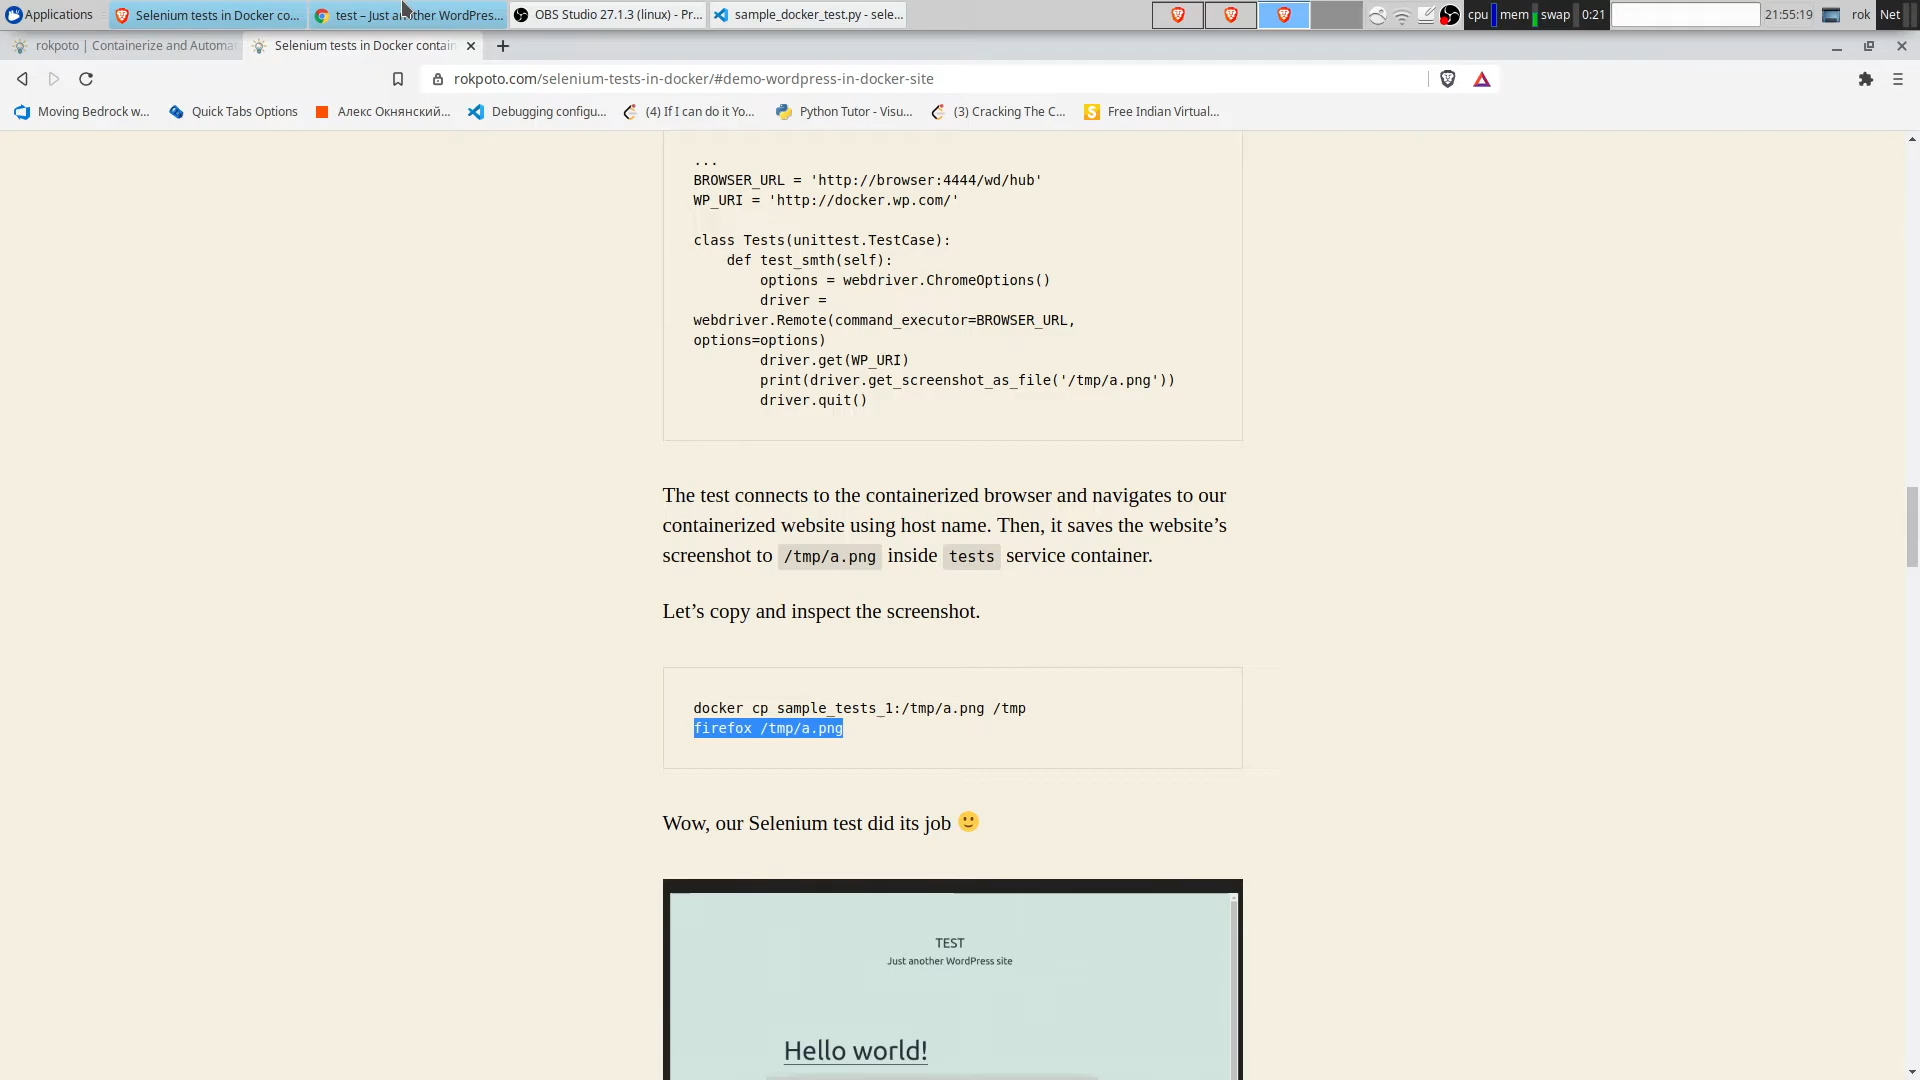 Applications
Selenium tests in Docker co...
test – Just another WordPres...
OBS Studio 27.1.3 (linux) - Pr...
sample_docker_test.py - sele...
cpu
mem
swap
0:21
21:55:19
rok
Net
rokpoto | Containerize and Automat
Selenium tests in Docker contain
rokpoto.com/selenium-tests-in-docker/#demo-wordpress-in-docker-site
Moving Bedrock w...
Quick Tabs Options
Алекс Окнянский...
Debugging configu...
(4) If I can do it Yo...
Python Tutor - Visu...
(3) Cracking The C...
Free Indian Virtual...
...
BROWSER_URL = 'http://browser:4444/wd/hub'
WP_URI = 'http://docker.wp.com/'
class Tests(unittest.TestCase):
def test_smth(self):
options = webdriver.ChromeOptions()
driver =
webdriver.Remote(command_executor=BROWSER_URL,
options=options)
driver.get(WP_URI)
print(driver.get_screenshot_as_file('/tmp/a.png'))
driver.quit()
The test connects to the containerized browser and navigates to our
containerized website using host name. Then, it saves the website’s
screenshot to /tmp/a.png inside tests service container.
Let’s copy and inspect the screenshot.
docker cp sample_tests_1:/tmp/a.png /tmp
firefox /tmp/a.png
Wow, our Selenium test did its job 🙂
TEST
Just another WordPress site
Hello world!